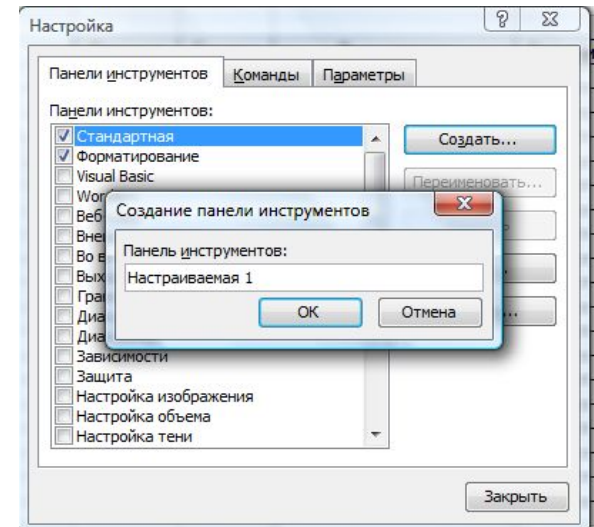 Настройка
Панели инструментов Команды Параметры
Панели инструментов:
Стандартная
Создать...
Форматирование
Visual Basic
Переименовать...
Создание панели инструментов
Панель инструментов:
Настраиваемая 1
ОК Отмена
Зависимости
Защита
Настройка изображения
Настройка объема
Настройка тени
Закрыть